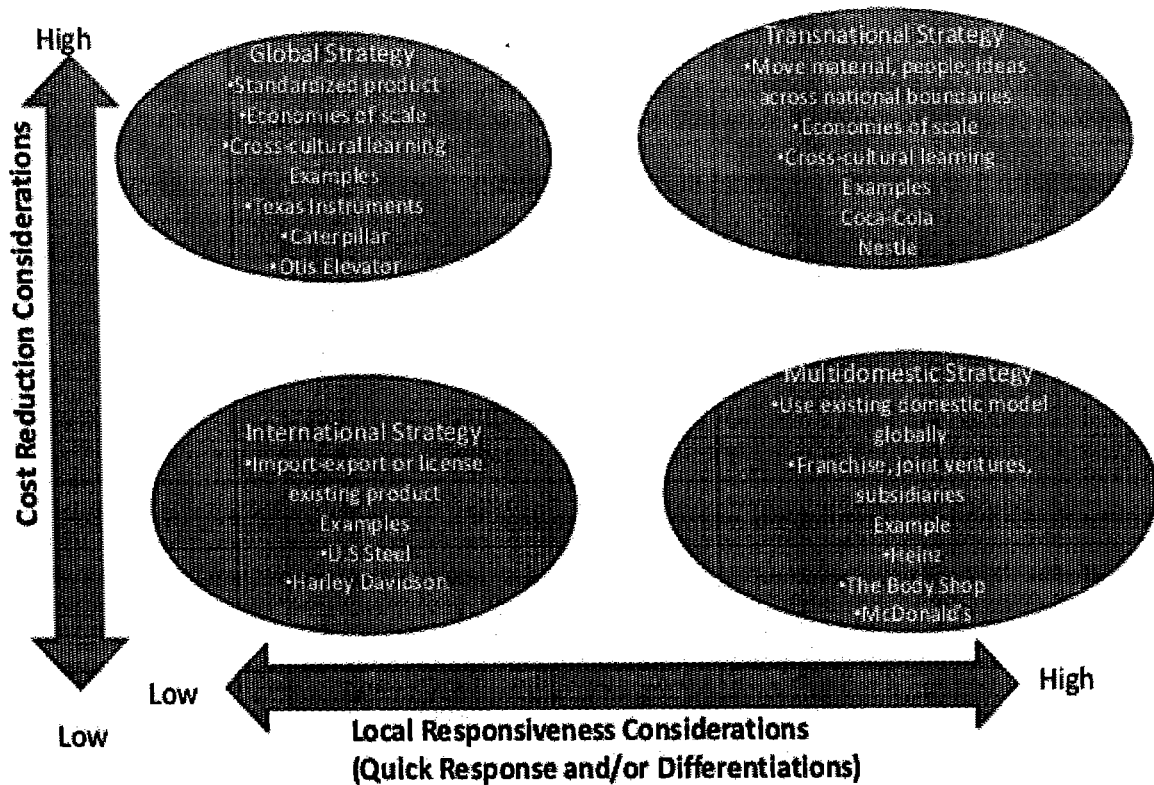 High
Cost Reduction Considerations
Low
Global Strategy
•Standardized product
•Economies of scale
•Cross-cultural learning
Examples
•Texas Instruments
•Caterpillar
•Otis Elevator
Transnational Strategy
•Move material, people, ideas
across national boundaries
•Economies of scale
•Cross-cultural learning
Examples
Coca-Cola
Nestle
International Strategy
•Import-export or license
existing product
Examples
•U.S Steel
•Harley Davidson
Multidomestic Strategy
•Use existing domestic model
globally
•Franchise, joint ventures,
subsidiaries
Example
•Heinz
•The Body Shop
•McDonald's
Low
High
Local Responsiveness Considerations
(Quick Response and/or Differentiations)